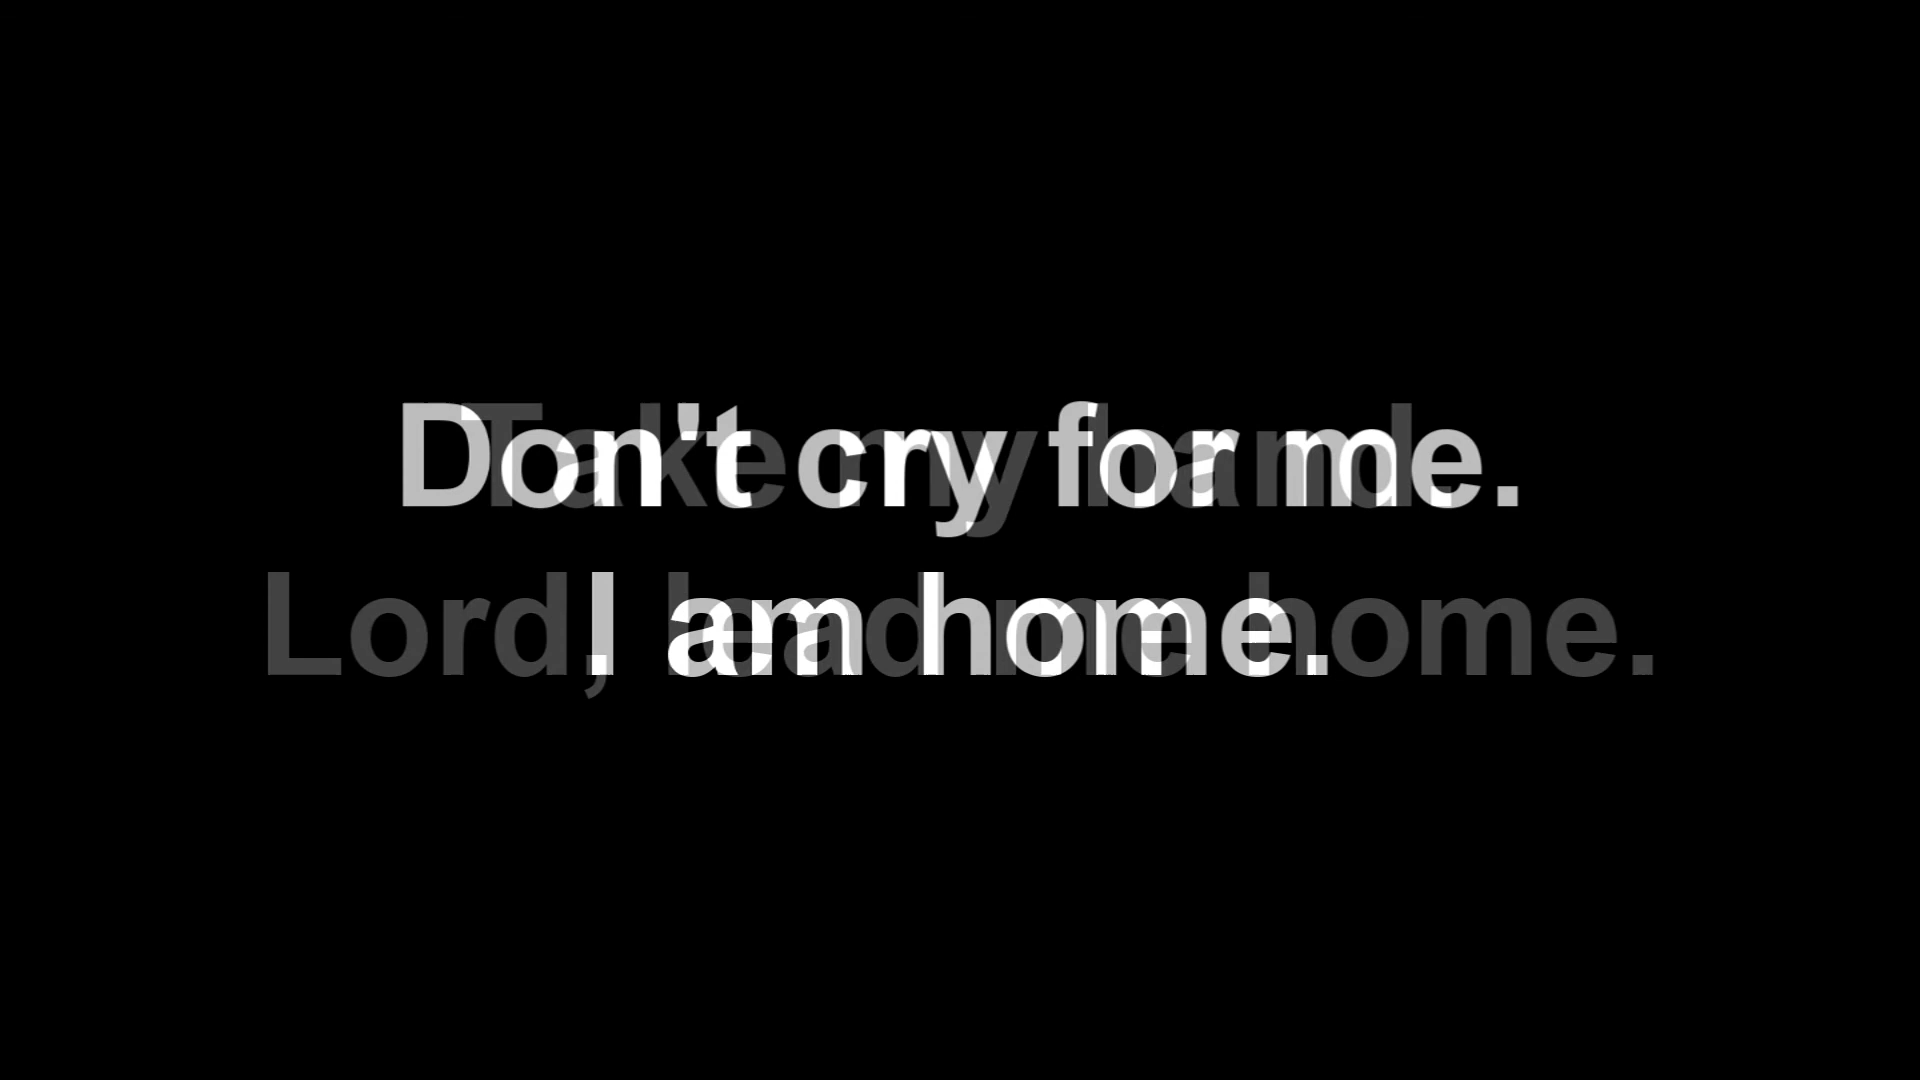 Don't cry for me.
I am home.
Take my hand.
Lord, lead me home.